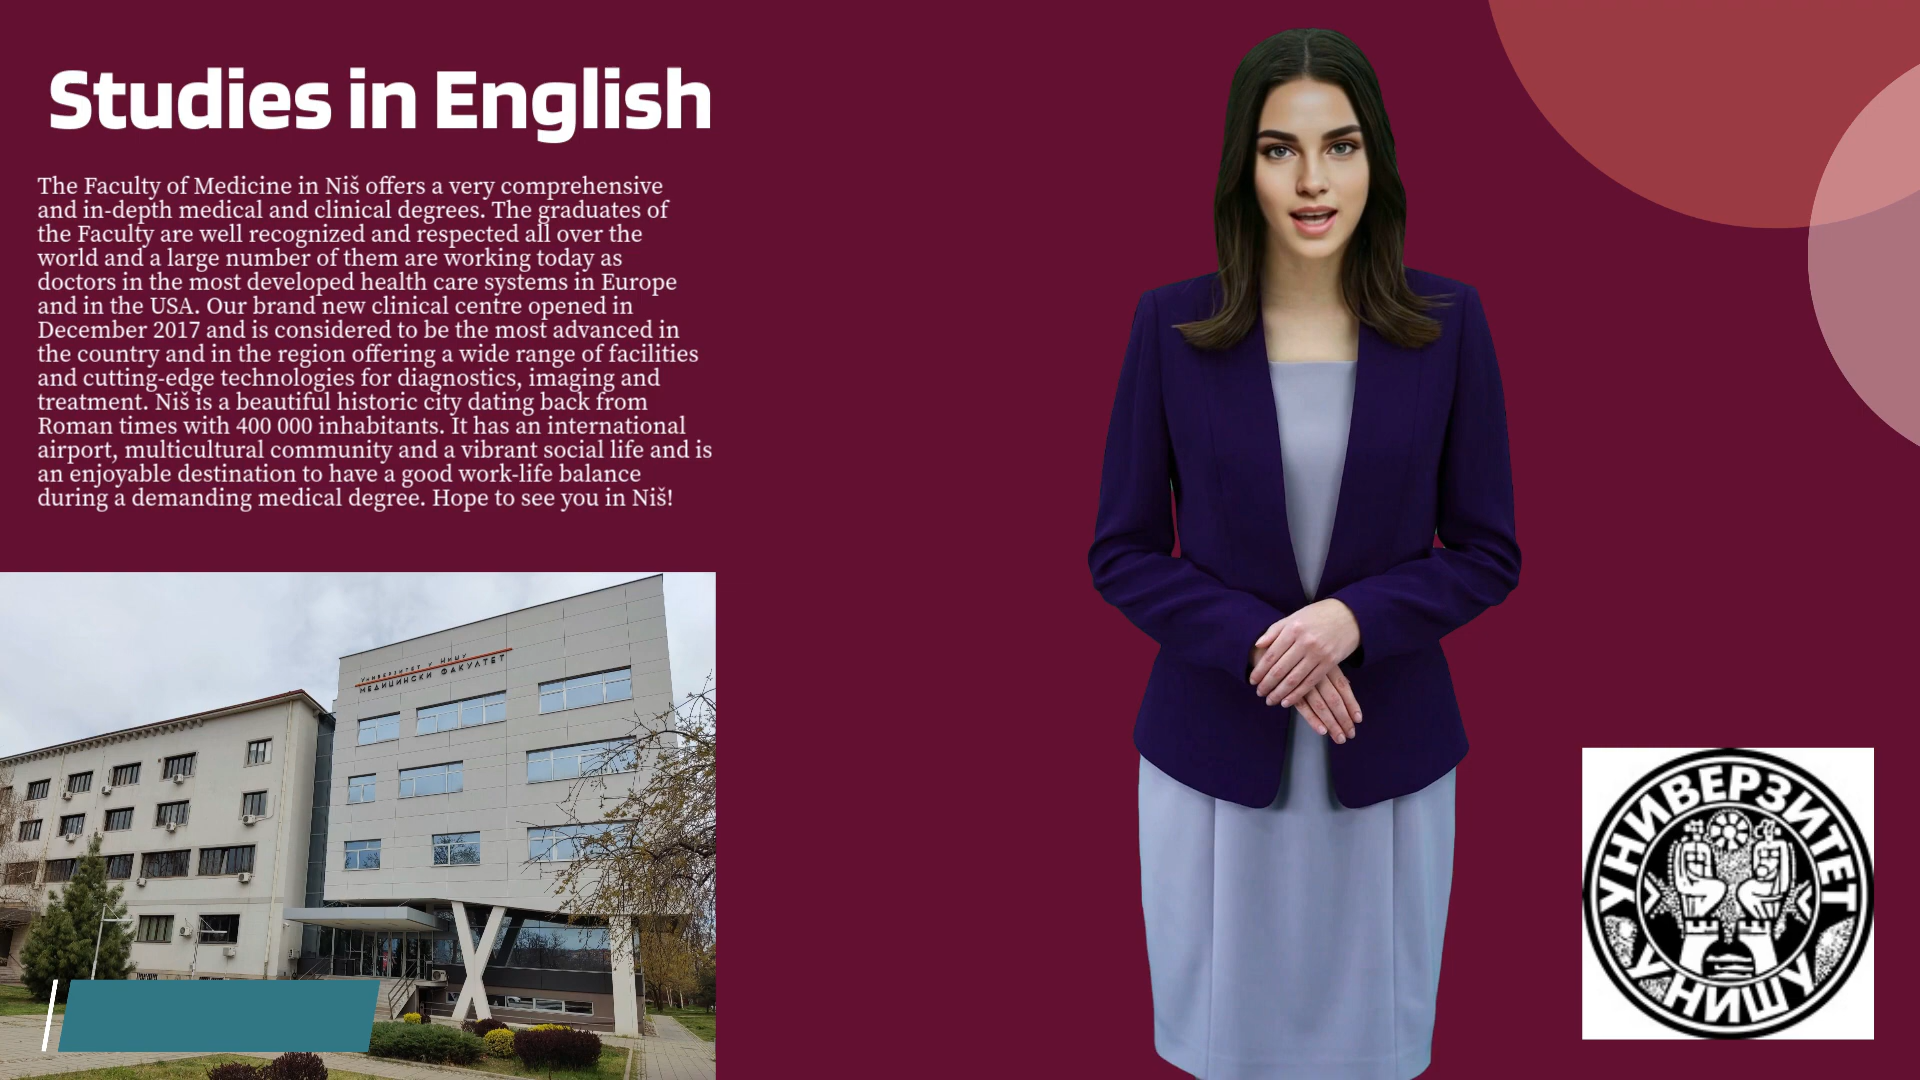 Studies in English
The Faculty of Medicine in Niš offers a very comprehensive
and in-depth medical and clinical degrees. The graduates of
the Faculty are well recognized and respected all over the
world and a large number of them are working today as
doctors in the most developed health care systems in Europe
and in the USA. Our brand new clinical centre opened in
December 2017 and is considered to be the most advanced in
the country and in the region offering a wide range of facilities
and cutting-edge technologies for diagnostics, imaging and
treatment. Niš is a beautiful historic city dating back from
Roman times with 400 000 inhabitants. It has an international
airport, multicultural community and a vibrant social life and is
an enjoyable destination to have a good work-life balance
during a demanding medical degree. Hope to see you in Niš!
Универзитет у Нишу
МЕДИЦИНСКИ ФАКУЛТЕТ
УНИВЕРЗИТЕТ
У НИШУ